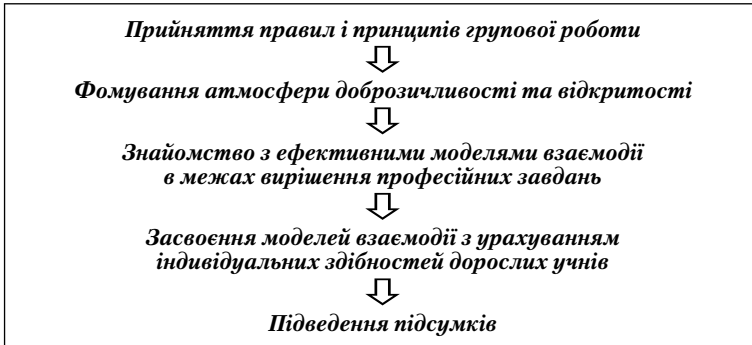 Прийняття правил і принципів групової роботи
Фомування атмосфери доброзичливості та відкритості
Знайомство з ефективними моделями взаємодії
в межах вирішення професійних завдань
Засвоєння моделей взаємодії з урахуванням
індивідуальних здібностей дорослих учнів
Підведення підсумків